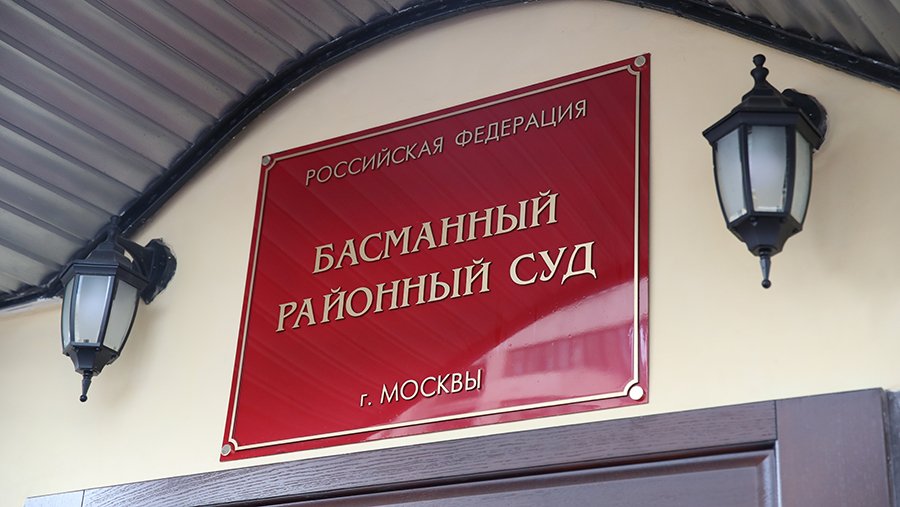 РОССИЙСКАЯ ФЕДЕРАЦИЯ
БАСМАННЫЙ
РАЙОННЫЙ СУД
г. МОСКВЫ